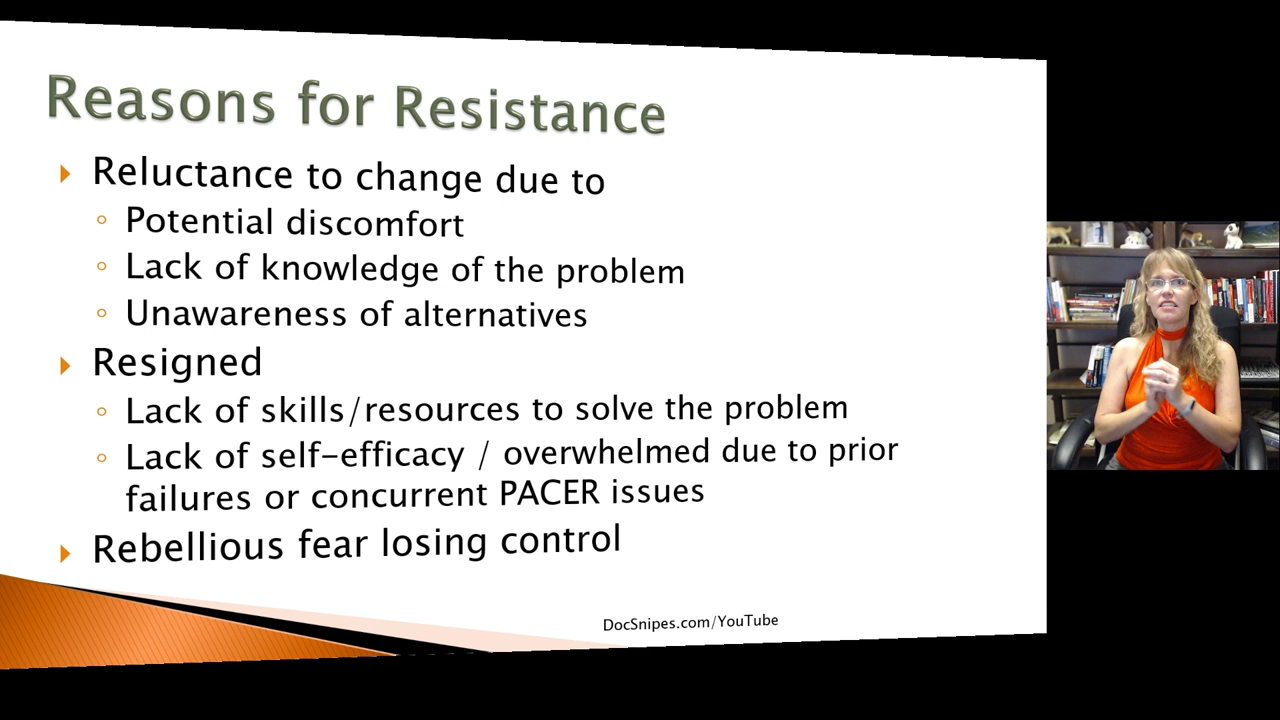 Reasons for Resistance
Reluctance to change due to
Potential discomfort
Lack of knowledge of the problem
Unawareness of alternatives
Resigned
Lack of skills/resources to solve the problem
Lack of self-efficacy / overwhelmed due to prior
failures or concurrent PACER issues
Rebellious fear losing control
DocSnipes.com/YouTube